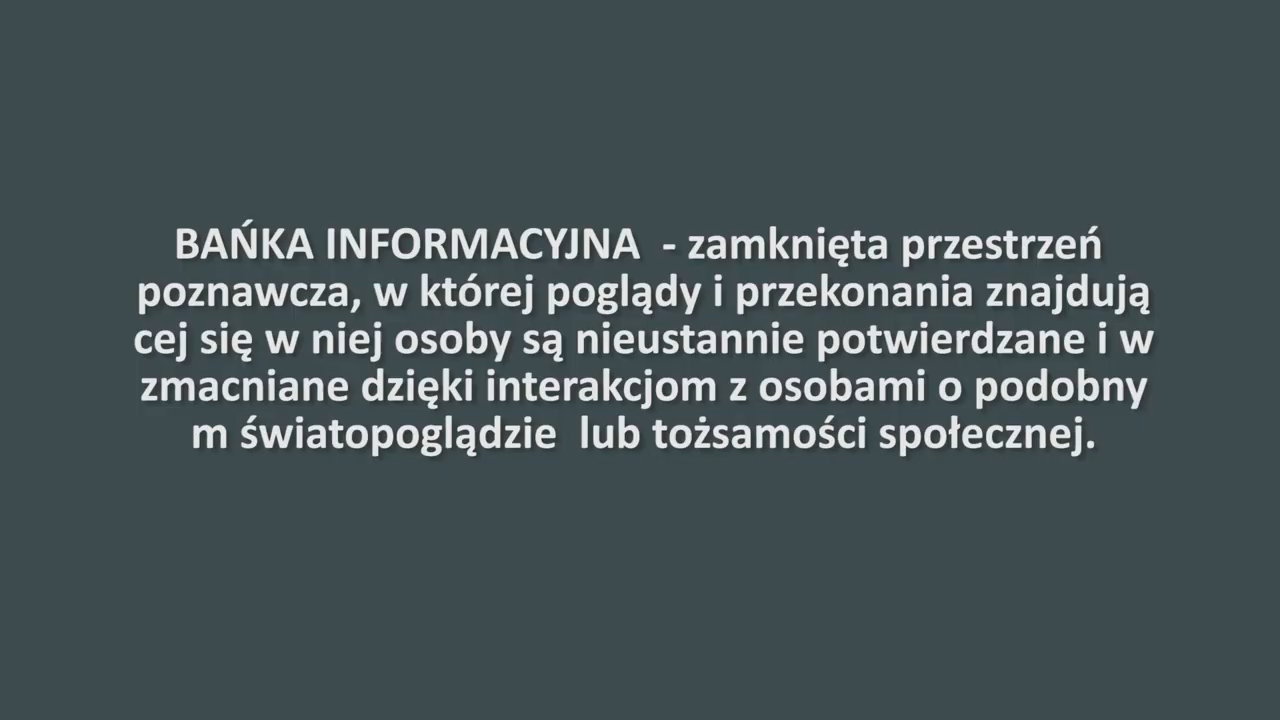 BAŃKA INFORMACYJNA  - zamknięta przestrzeń
poznawcza, w której poglądy i przekonania znajdują
cej się w niej osoby są nieustannie potwierdzane i w
zmacniane dzięki interakcjom z osobami o podobny
m światopoglądzie  lub tożsamości społecznej.